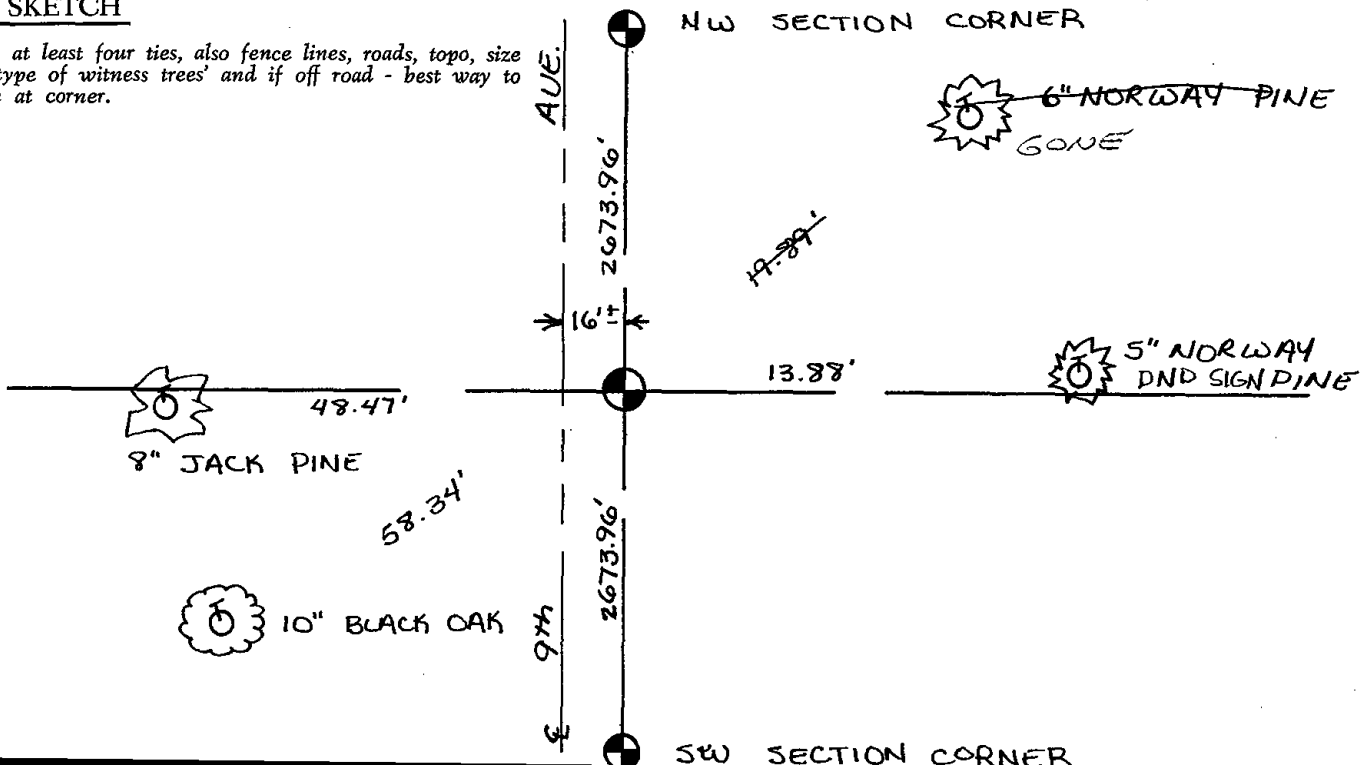 SKETCH
at least four ties, also fence lines, roads, topo, size
type of witness trees' and if off road - best way to
at corner.
NW SECTION CORNER
AVE.
6" NORWAY PINE
GONE
2673.96'
19.89'
16'±
13.88'
5" NORWAY
DND SIGN PINE
48.47'
8" JACK PINE
58.34'
2673.96'
10" BLACK OAK
9th
℄
SW SECTION CORNER